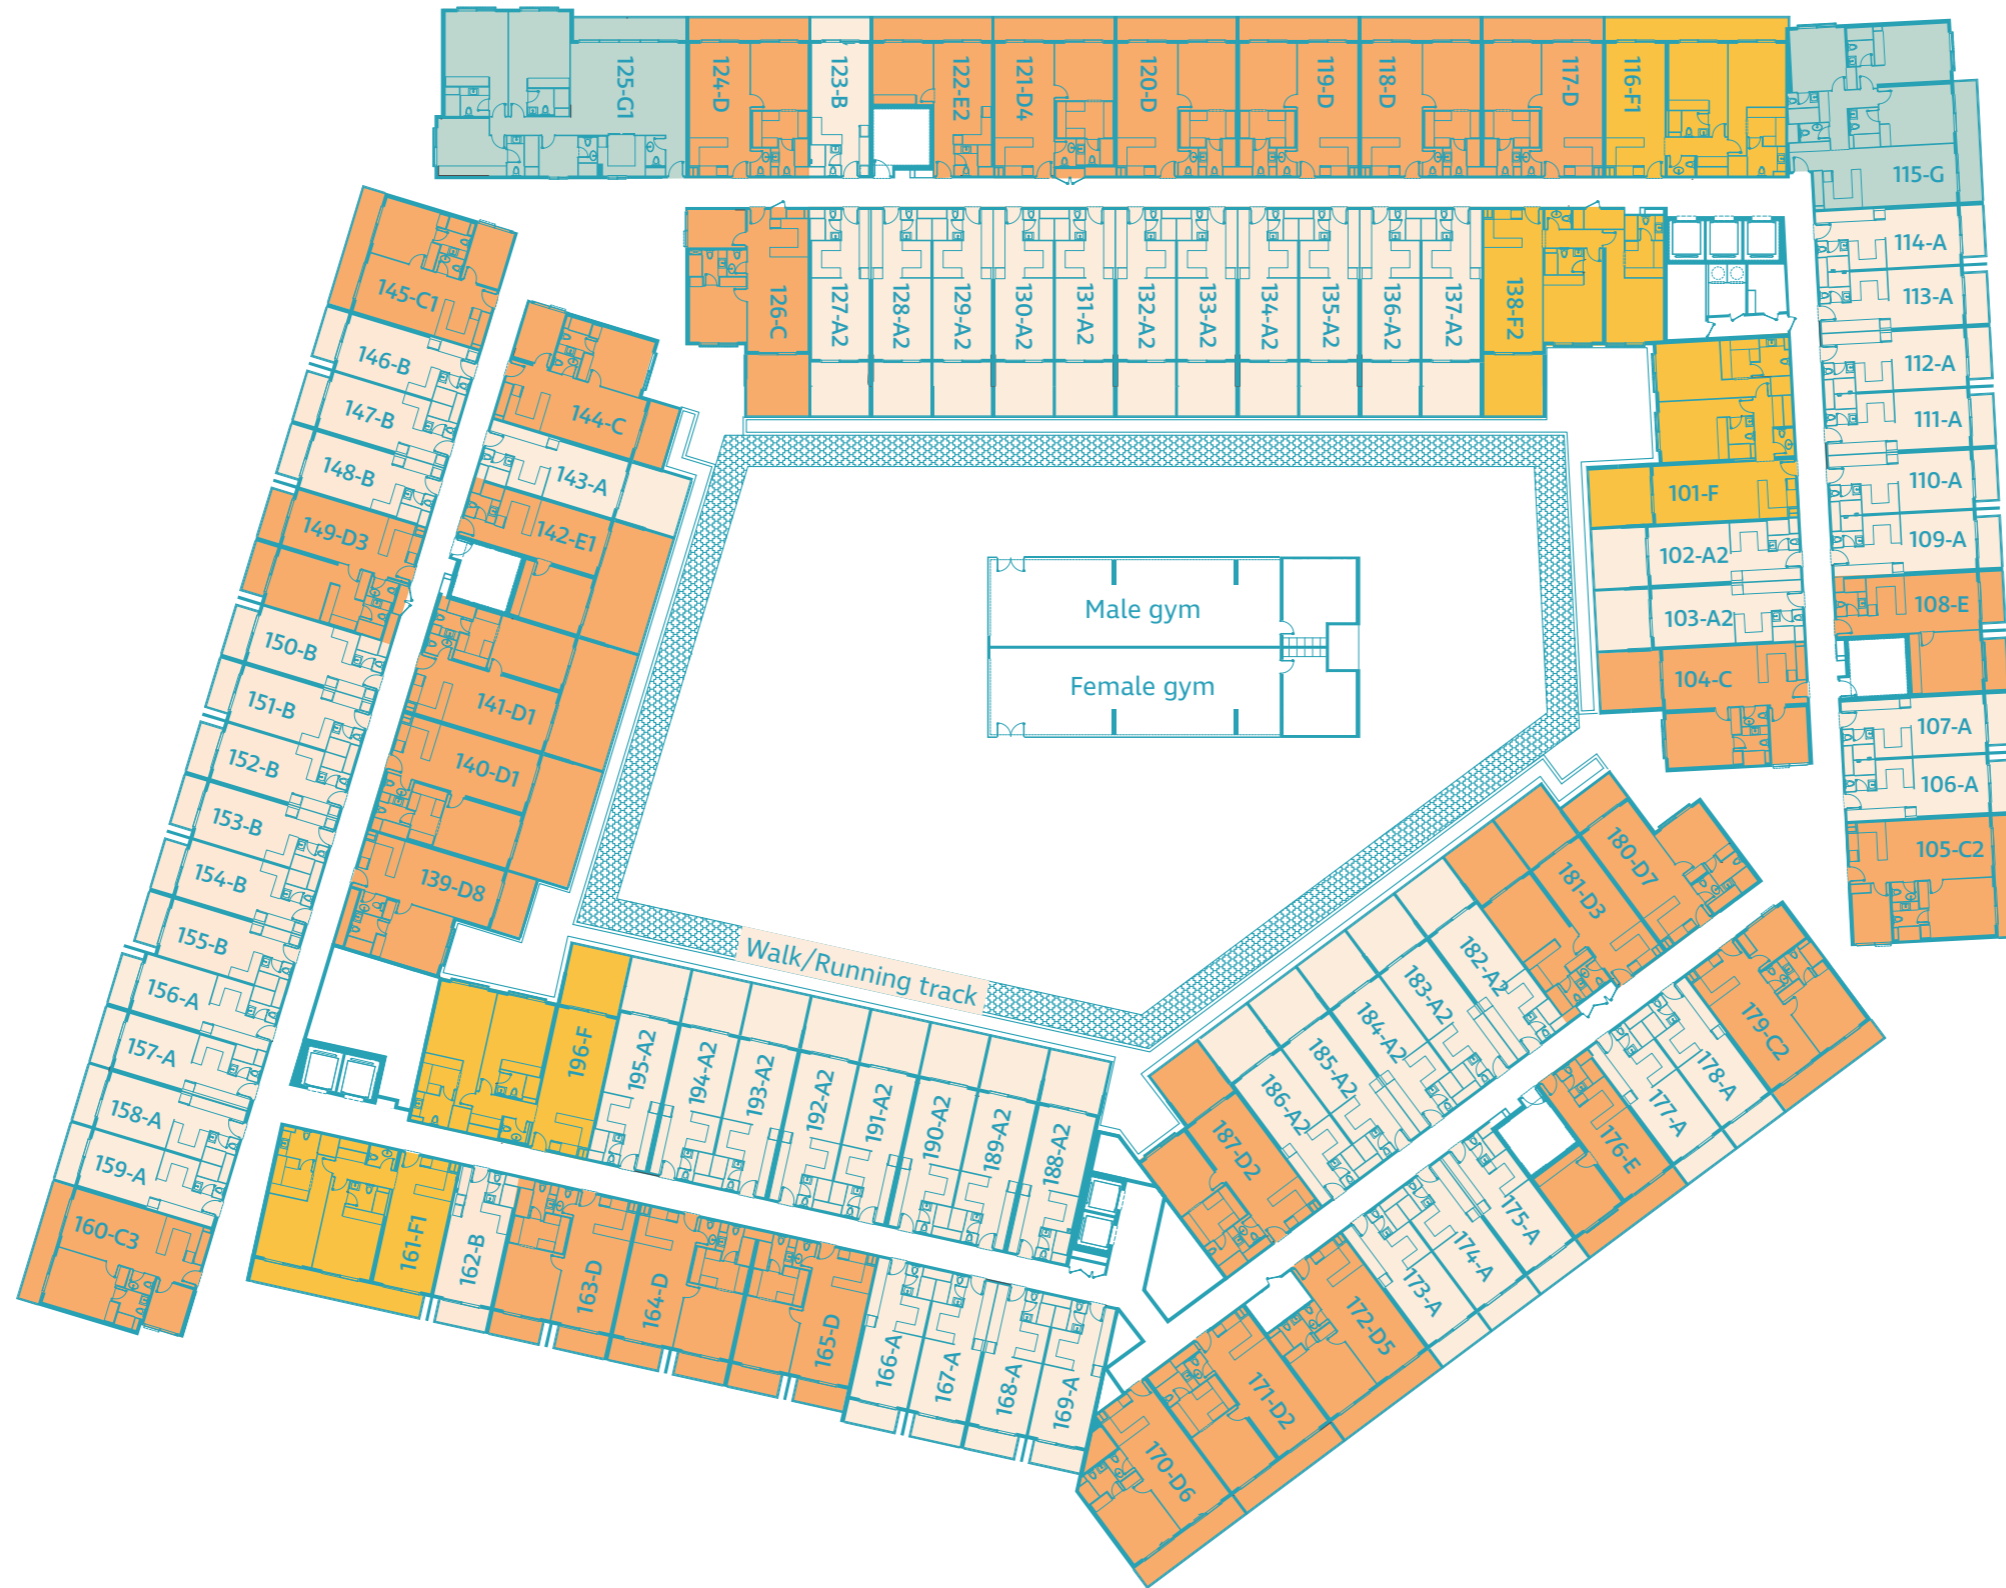 125-G1
124-D
123-B
122-E2
121-D4
120-D
119-D
118-D
117-D
116-F1
115-G
114-A
113-A
112-A
111-A
110-A
109-A
108-E
107-A
106-A
105-C2
126-C
127-A2
128-A2
129-A2
130-A2
131-A2
132-A2
133-A2
134-A2
135-A2
136-A2
137-A2
138-F2
101-F
102-A2
103-A2
104-C
145-C1
146-B
147-B
148-B
149-D3
150-B
151-B
152-B
153-B
154-B
155-B
156-A
157-A
158-A
159-A
160-C3
144-C
143-A
142-E1
141-D1
140-D1
139-D8
Male gym
Female gym
Walk/Running track
196-F
195-A2
194-A2
193-A2
192-A2
191-A2
190-A2
189-A2
188-A2
187-D2
186-A2
185-A2
184-A2
183-A2
182-A2
181-D3
180-D7
161-F1
162-B
163-D
164-D
165-D
166-A
167-A
168-A
169-A
170-D6
171-D2
172-D5
173-A
174-A
175-A
176-E
177-A
178-A
179-C2